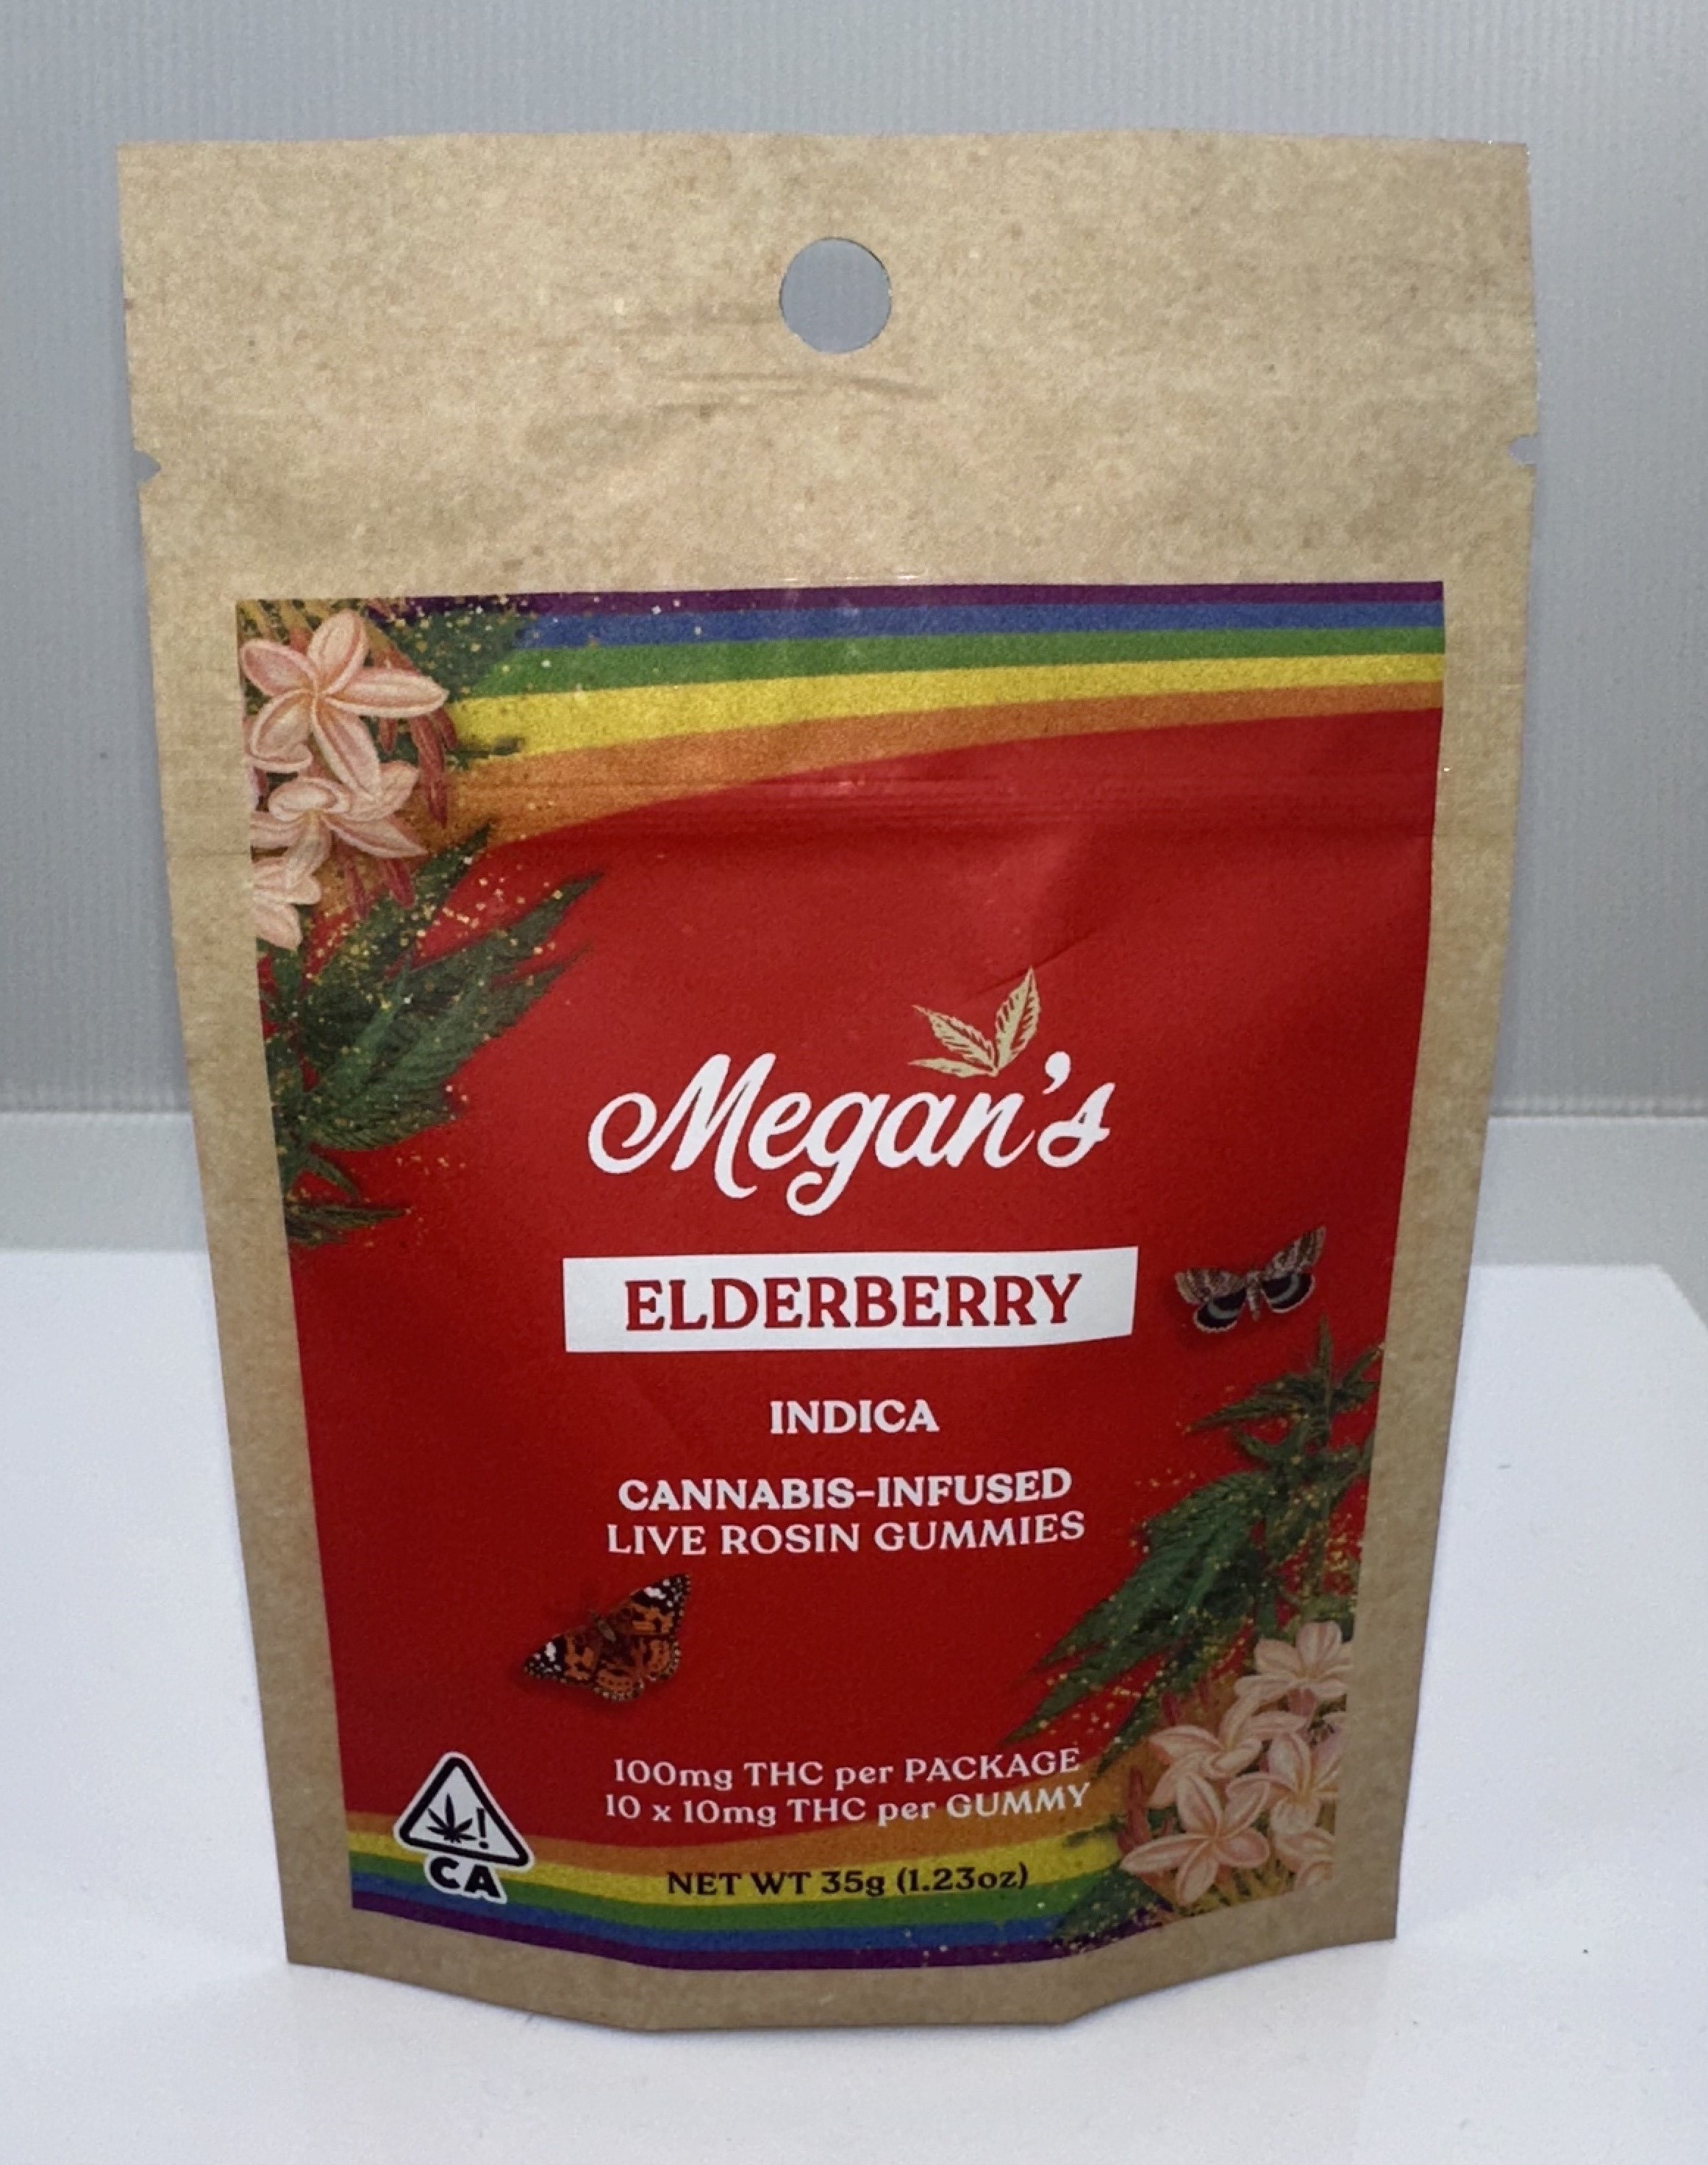 Megan's
ELDERBERRY
INDICA
CANNABIS-INFUSED
LIVE ROSIN GUMMIES
100mg THC per PACKAGE
10 x 10mg THC per GUMMY
!
CA
NET WT 35g (1.23oz)